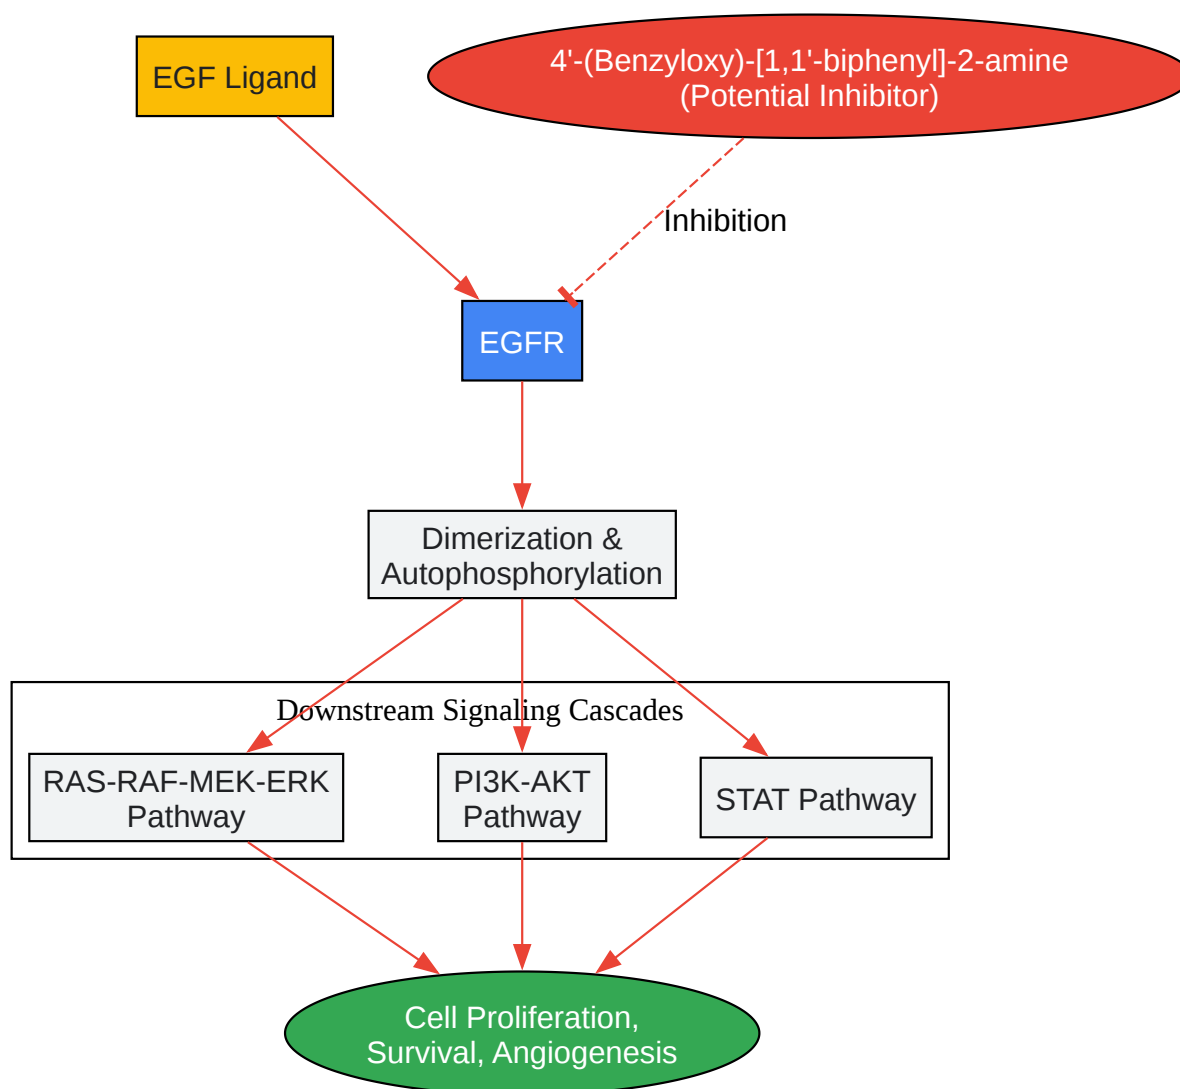 EGF Ligand
4'-(Benzyloxy)-[1,1'-biphenyl]-2-amine
(Potential Inhibitor)
Inhibition
EGFR
Dimerization &
Autophosphorylation
Downstream Signaling Cascades
RAS-RAF-MEK-ERK
Pathway
PI3K-AKT
Pathway
STAT Pathway
Cell Proliferation,
Survival, Angiogenesis